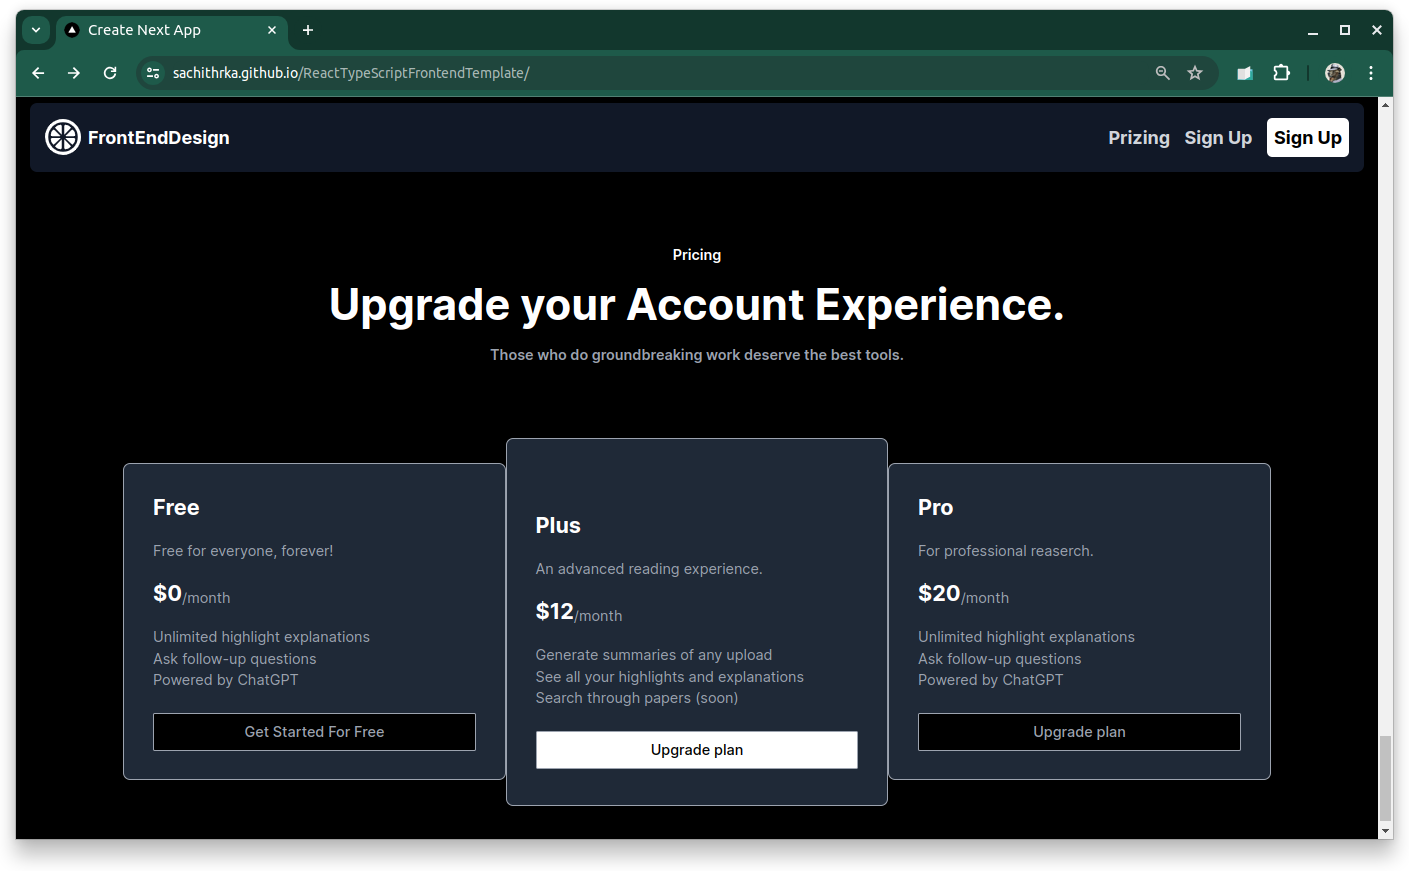 Create Next App
sachithrka.github.io/ReactTypeScriptFrontendTemplate/
FrontEndDesign
Prizing
Sign Up
Sign Up
Pricing
Upgrade your Account Experience.
Those who do groundbreaking work deserve the best tools.
Free
Free for everyone, forever!
$0/month
Unlimited highlight explanations
Ask follow-up questions
Powered by ChatGPT
Get Started For Free
Plus
An advanced reading experience.
$12/month
Generate summaries of any upload
See all your highlights and explanations
Search through papers (soon)
Upgrade plan
Pro
For professional reaserch.
$20/month
Unlimited highlight explanations
Ask follow-up questions
Powered by ChatGPT
Upgrade plan